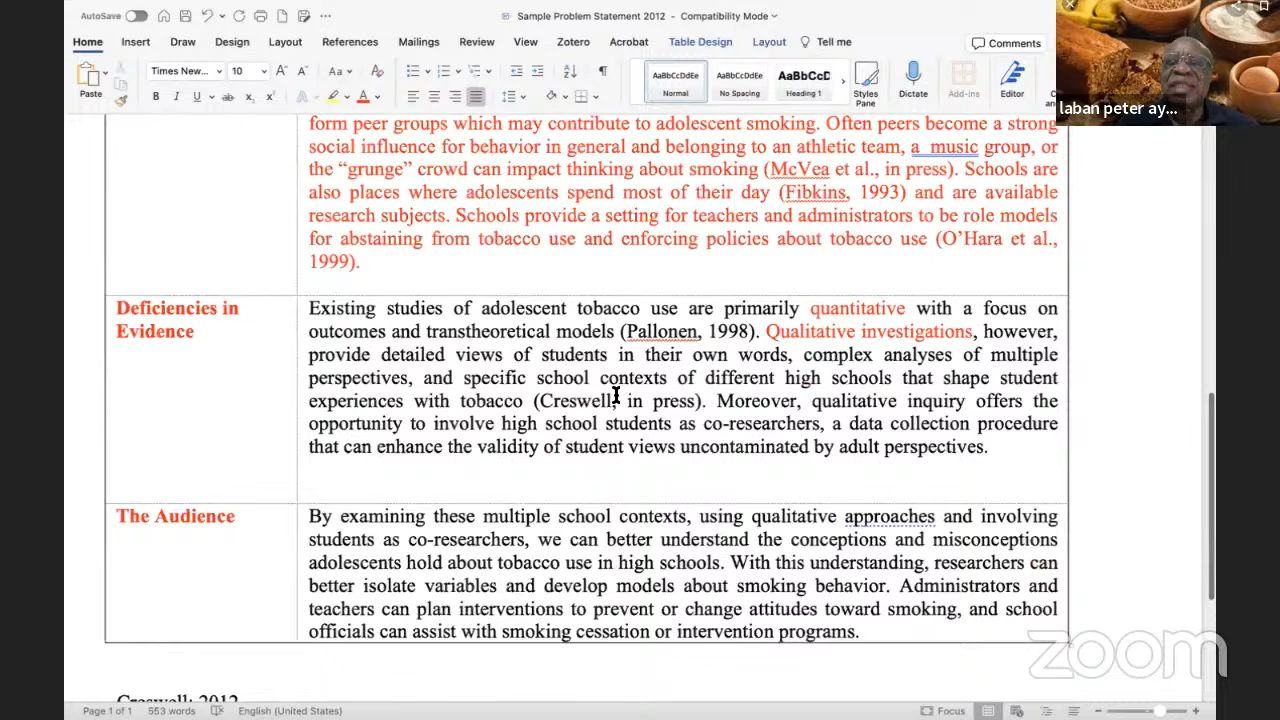 AutoSave
Sample Problem Statement 2012 - Compatibility Mode
Home Insert Draw Design Layout References Mailings Review View Zotero Acrobat Table Design Layout Tell me
Comments
Paste
Times New... 10
AaBbCcDdEe AaBbCcDdEe AaBbCcD
Normal No Spacing Heading 1
Styles Pane
Dictate
Add-ins
Editor
laban peter ay...
form peer groups which may contribute to adolescent smoking. Often peers become a strong
social influence for behavior in general and belonging to an athletic team, a music group, or
the “grunge” crowd can impact thinking about smoking (McVea et al., in press). Schools are
also places where adolescents spend most of their day (Fibkins, 1993) and are available
research subjects. Schools provide a setting for teachers and administrators to be role models
for abstaining from tobacco use and enforcing policies about tobacco use (O’Hara et al.,
1999).
Deficiencies in
Evidence
Existing studies of adolescent tobacco use are primarily quantitative with a focus on
outcomes and transtheoretical models (Pallonen, 1998). Qualitative investigations, however,
provide detailed views of students in their own words, complex analyses of multiple
perspectives, and specific school contexts of different high schools that shape student
experiences with tobacco (Creswell, in press). Moreover, qualitative inquiry offers the
opportunity to involve high school students as co-researchers, a data collection procedure
that can enhance the validity of student views uncontaminated by adult perspectives.
The Audience
By examining these multiple school contexts, using qualitative approaches and involving
students as co-researchers, we can better understand the conceptions and misconceptions
adolescents hold about tobacco use in high schools. With this understanding, researchers can
better isolate variables and develop models about smoking behavior. Administrators and
teachers can plan interventions to prevent or change attitudes toward smoking, and school
officials can assist with smoking cessation or intervention programs.
zoom
Creswell: 2012
Page 1 of 1 553 words English (United States) Focus